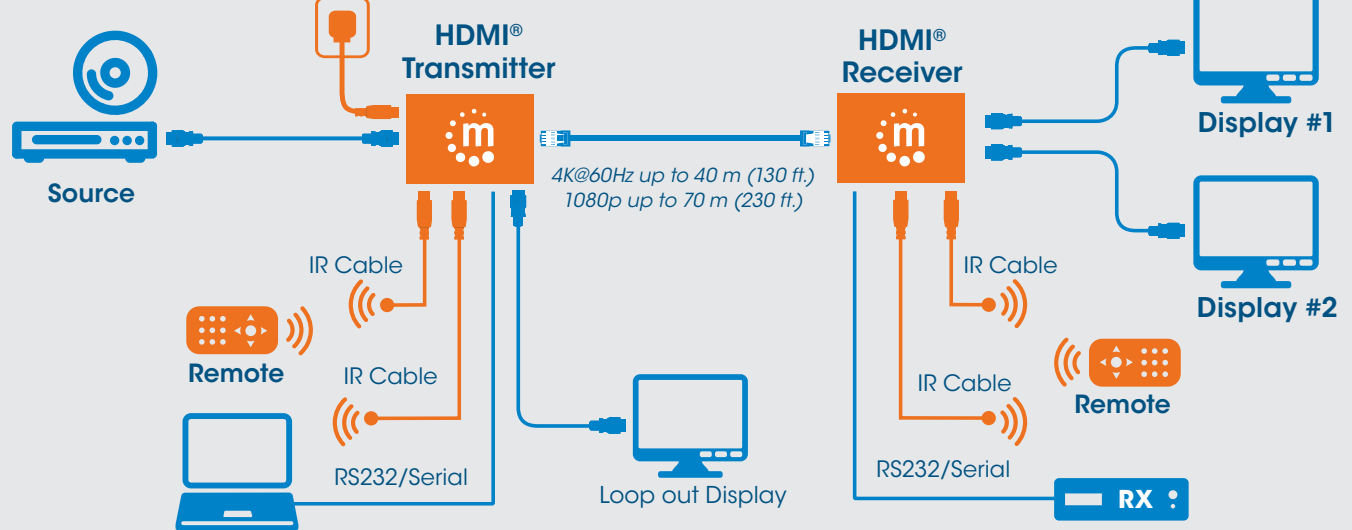 HDMI®
Transmitter
HDMI®
Receiver
m
m
Display #1
4K@60Hz up to 40 m (130 ft.)
1080p up to 70 m (230 ft.)
Source
IR Cable
IR Cable
Display #2
Remote
IR Cable
IR Cable
Remote
RS232/Serial
RS232/Serial
Loop out Display
RX